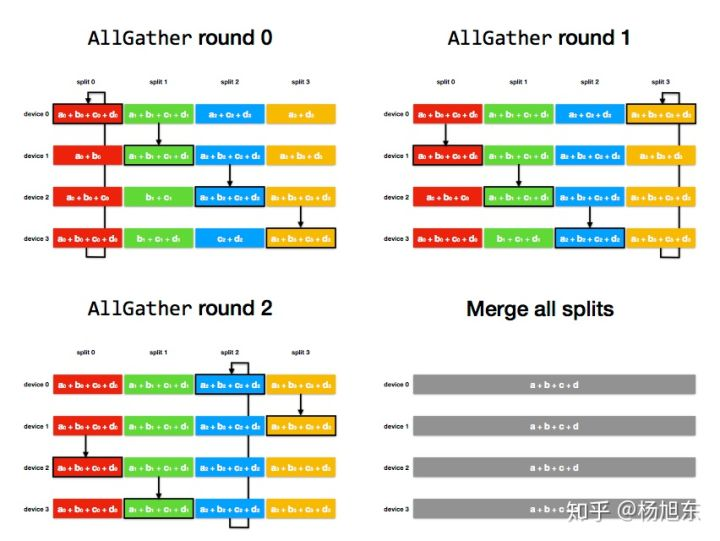 AllGather round 0
AllGather round 1
split 0 split 1 split 2 split 3
split 0 split 1 split 2 split 3
device 0 a₀ + b₀ + c₀ + d₀ a₁ + b₁ + c₁ + d₁ a₂ + c₂ + d₂ a₃ + d₃
device 0 a₀ + b₀ + c₀ + d₀ a₁ + b₁ + c₁ + d₁ a₂ + c₂ + d₂ a₃ + b₃ + c₃ + d₃
device 1 a₀ + b₀ a₁ + b₁ + c₁ + d₁ a₂ + b₂ + c₂ + d₂ a₃ + b₃ + d₃
device 1 a₀ + b₀ + c₀ + d₀ a₁ + b₁ + c₁ + d₁ a₂ + b₂ + c₂ + d₂ a₃ + b₃ + d₃
device 2 a₀ + b₀ + c₀ b₁ + c₁ a₂ + b₂ + c₂ + d₂ a₃ + b₃ + c₃ + d₃
device 2 a₀ + b₀ + c₀ a₁ + b₁ + c₁ + d₁ a₂ + b₂ + c₂ + d₂ a₃ + b₃ + c₃ + d₃
device 3 a₀ + b₀ + c₀ + d₀ b₁ + c₁ + d₁ c₂ + d₂ a₃ + b₃ + c₃ + d₃
device 3 a₀ + b₀ + c₀ + d₀ b₁ + c₁ + d₁ a₂ + b₂ + c₂ + d₂ a₃ + b₃ + c₃ + d₃
AllGather round 2
Merge all splits
split 0 split 1 split 2 split 3
device 0 a₀ + b₀ + c₀ + d₀ a₁ + b₁ + c₁ + d₁ a₂ + b₂ + c₂ + d₂ a₃ + b₃ + c₃ + d₃
device 0 a + b + c + d
device 1 a₀ + b₀ + c₀ + d₀ a₁ + b₁ + c₁ + d₁ a₂ + b₂ + c₂ + d₂ a₃ + b₃ + c₃ + d₃
device 1 a + b + c + d
device 2 a₀ + b₀ + c₀ + d₀ a₁ + b₁ + c₁ + d₁ a₂ + b₂ + c₂ + d₂ a₃ + b₃ + c₃ + d₃
device 2 a + b + c + d
device 3 a₀ + b₀ + c₀ + d₀ a₁ + b₁ + c₁ + d₁ a₂ + b₂ + c₂ + d₂ a₃ + b₃ + c₃ + d₃
device 3 a + b + c
知乎 @杨旭东